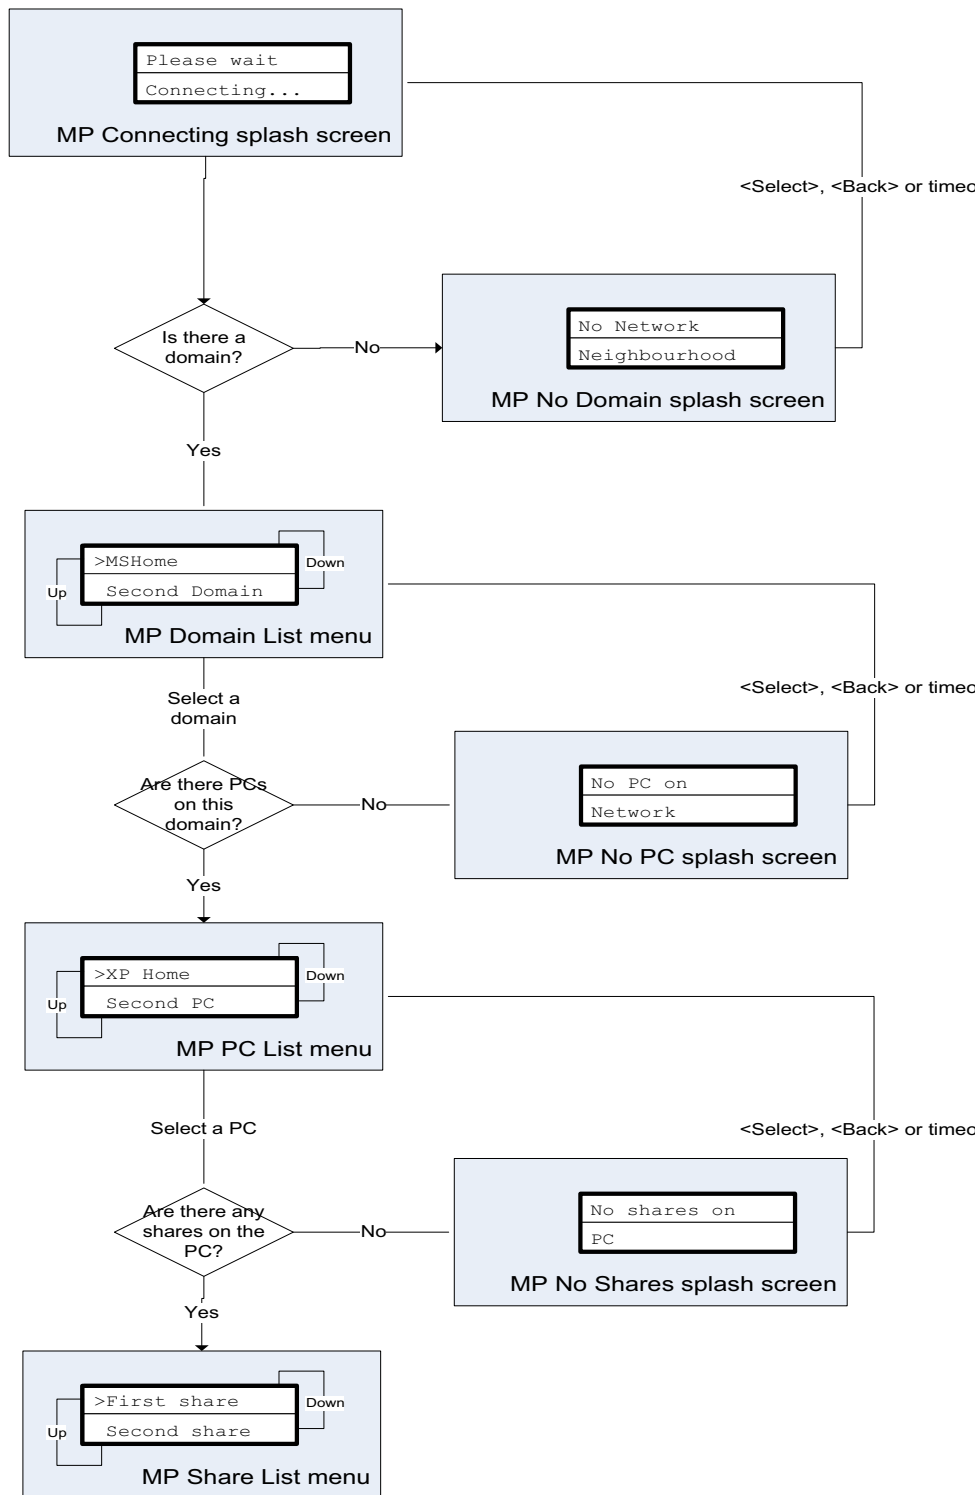 Please wait
Connecting...
MP Connecting splash screen
<Select>, <Back> or timeo
Is there a
domain?
No
No Network
Neighbourhood
MP No Domain splash screen
Yes
>MSHome
Second Domain
Up
Down
MP Domain List menu
Select a
domain
<Select>, <Back> or timeo
Are there PCs
on this
domain?
No
No PC on
Network
MP No PC splash screen
Yes
>XP Home
Second PC
Up
Down
MP PC List menu
Select a PC
<Select>, <Back> or timeo
Are there any
shares on the
PC?
No
No shares on
PC
MP No Shares splash screen
Yes
>First share
Second share
Up
Down
MP Share List menu